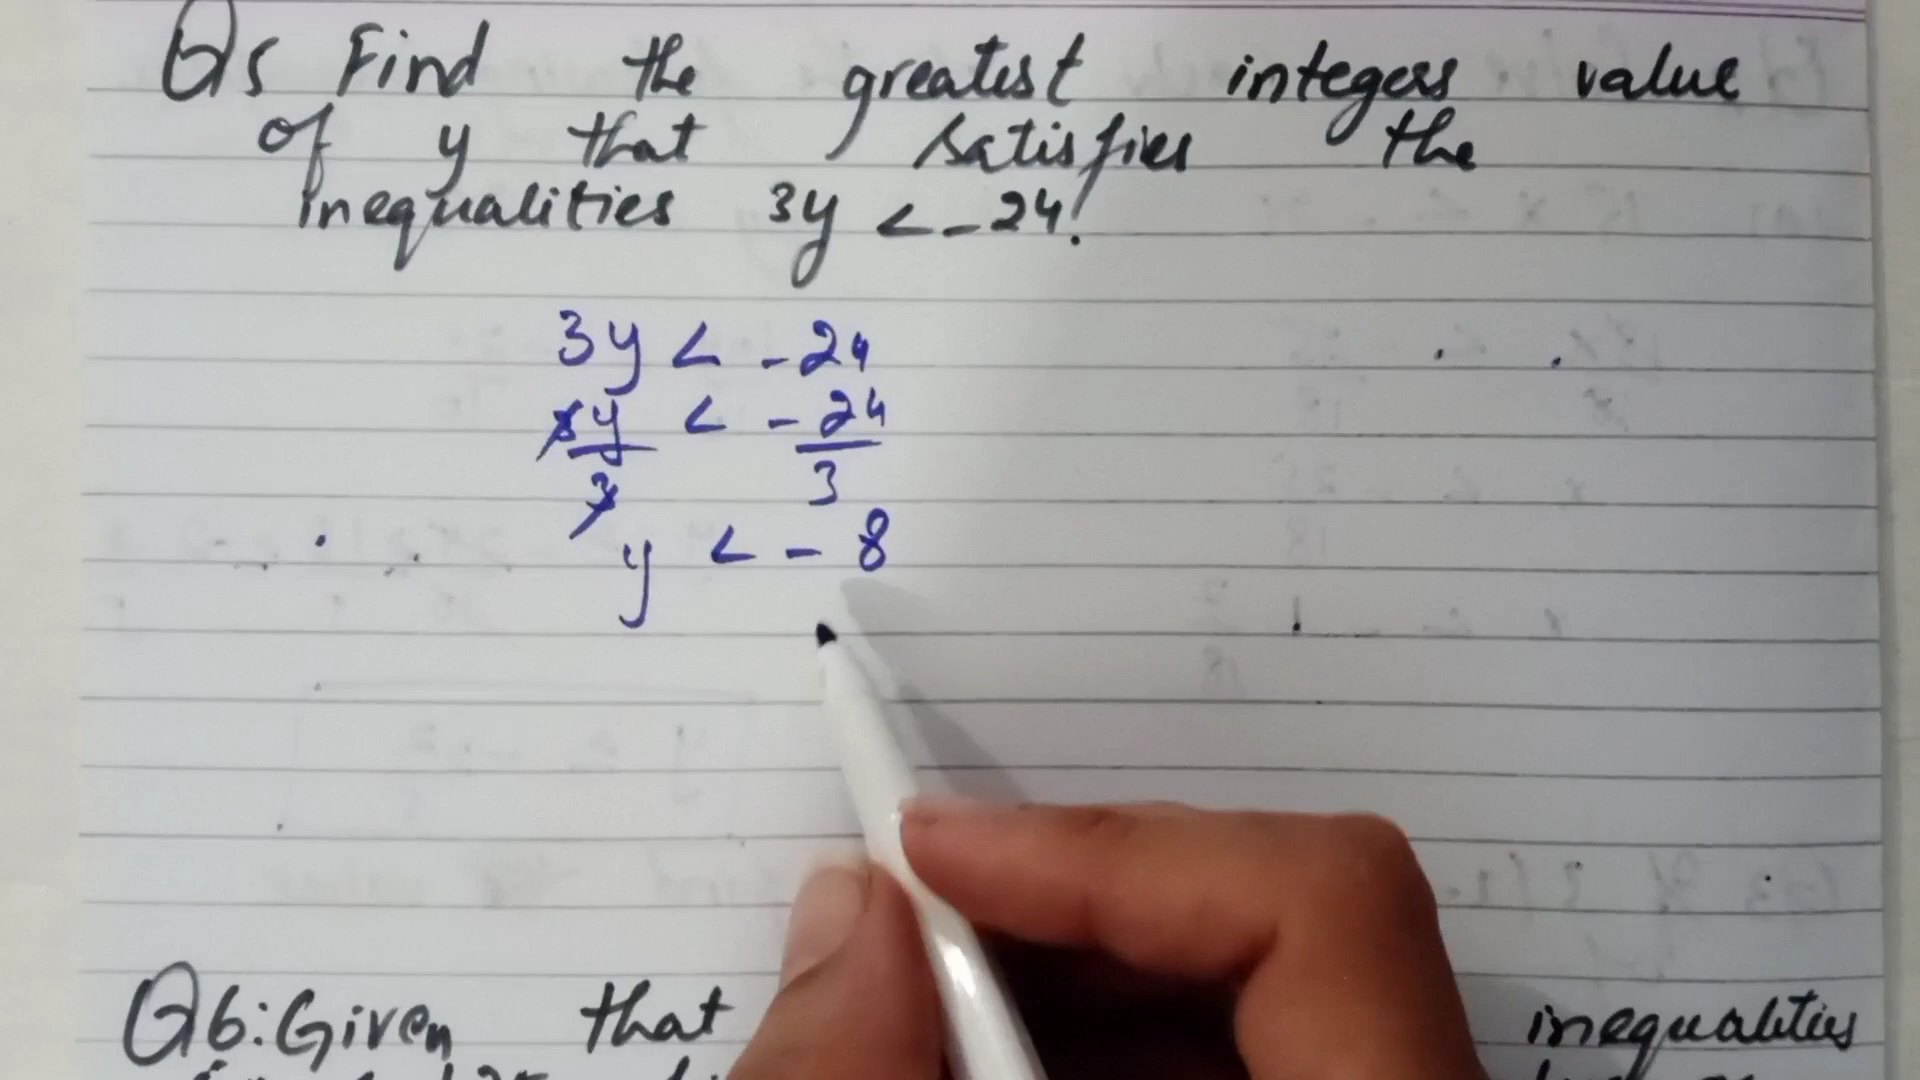 Q5 Find the greatest integers value
of y that satisfies the
inequalities 3y < -24!
3y < -24
3y < -24
3 3
y < - 8
Q6: Given that inequalities